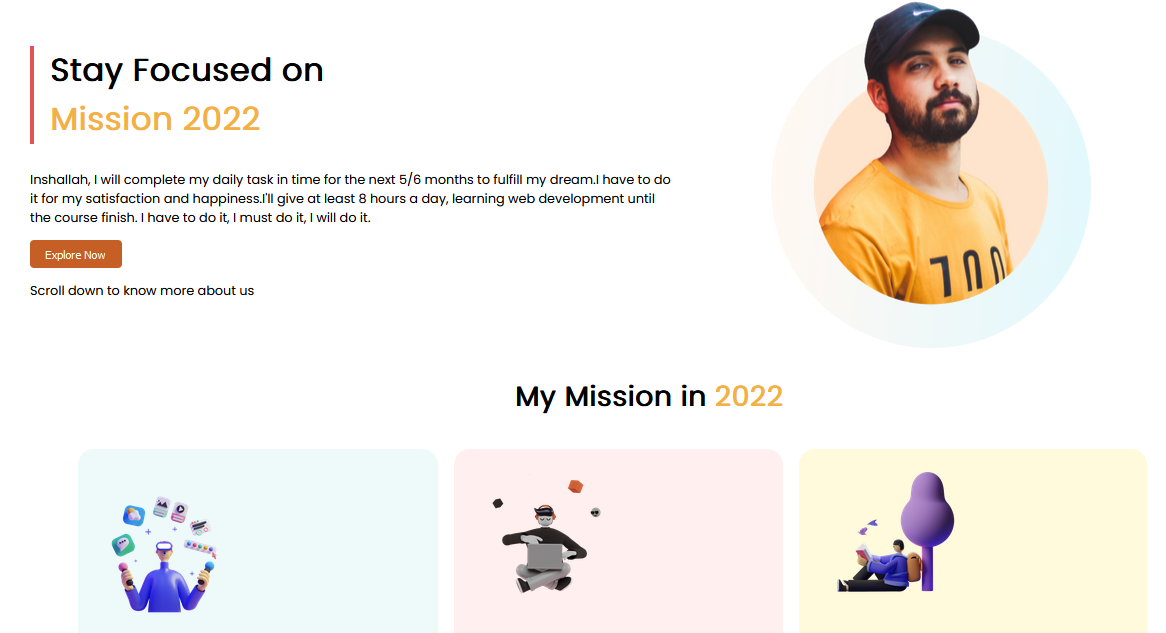 Stay Focused on
Mission 2022
Inshallah, I will complete my daily task in time for the next 5/6 months to fulfill my dream.I have to do
it for my satisfaction and happiness.I'll give at least 8 hours a day, learning web development until
the course finish. I have to do it, I must do it, I will do it.
Explore Now
Scroll down to know more about us
100
My Mission in 2022